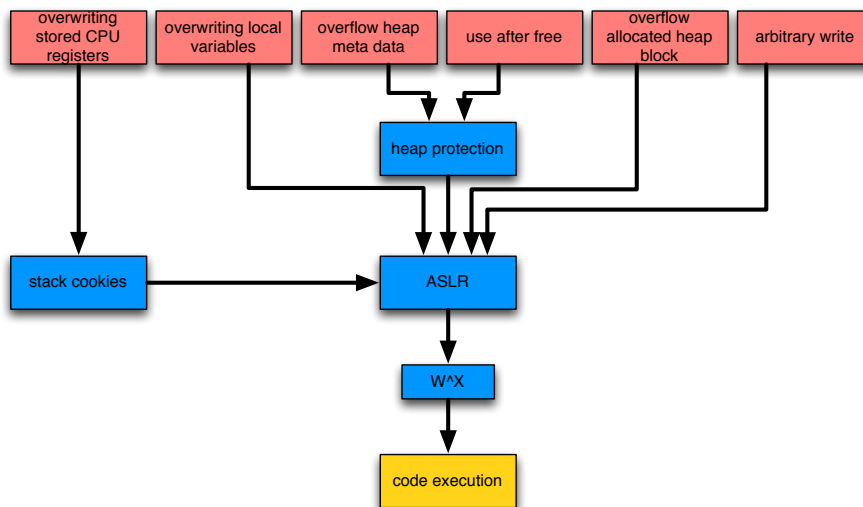 overwriting
stored CPU
registers
overwriting local
variables
overflow heap
meta data
use after free
overflow
allocated heap
block
arbitrary write
heap protection
stack cookies
ASLR
W^X
code execution